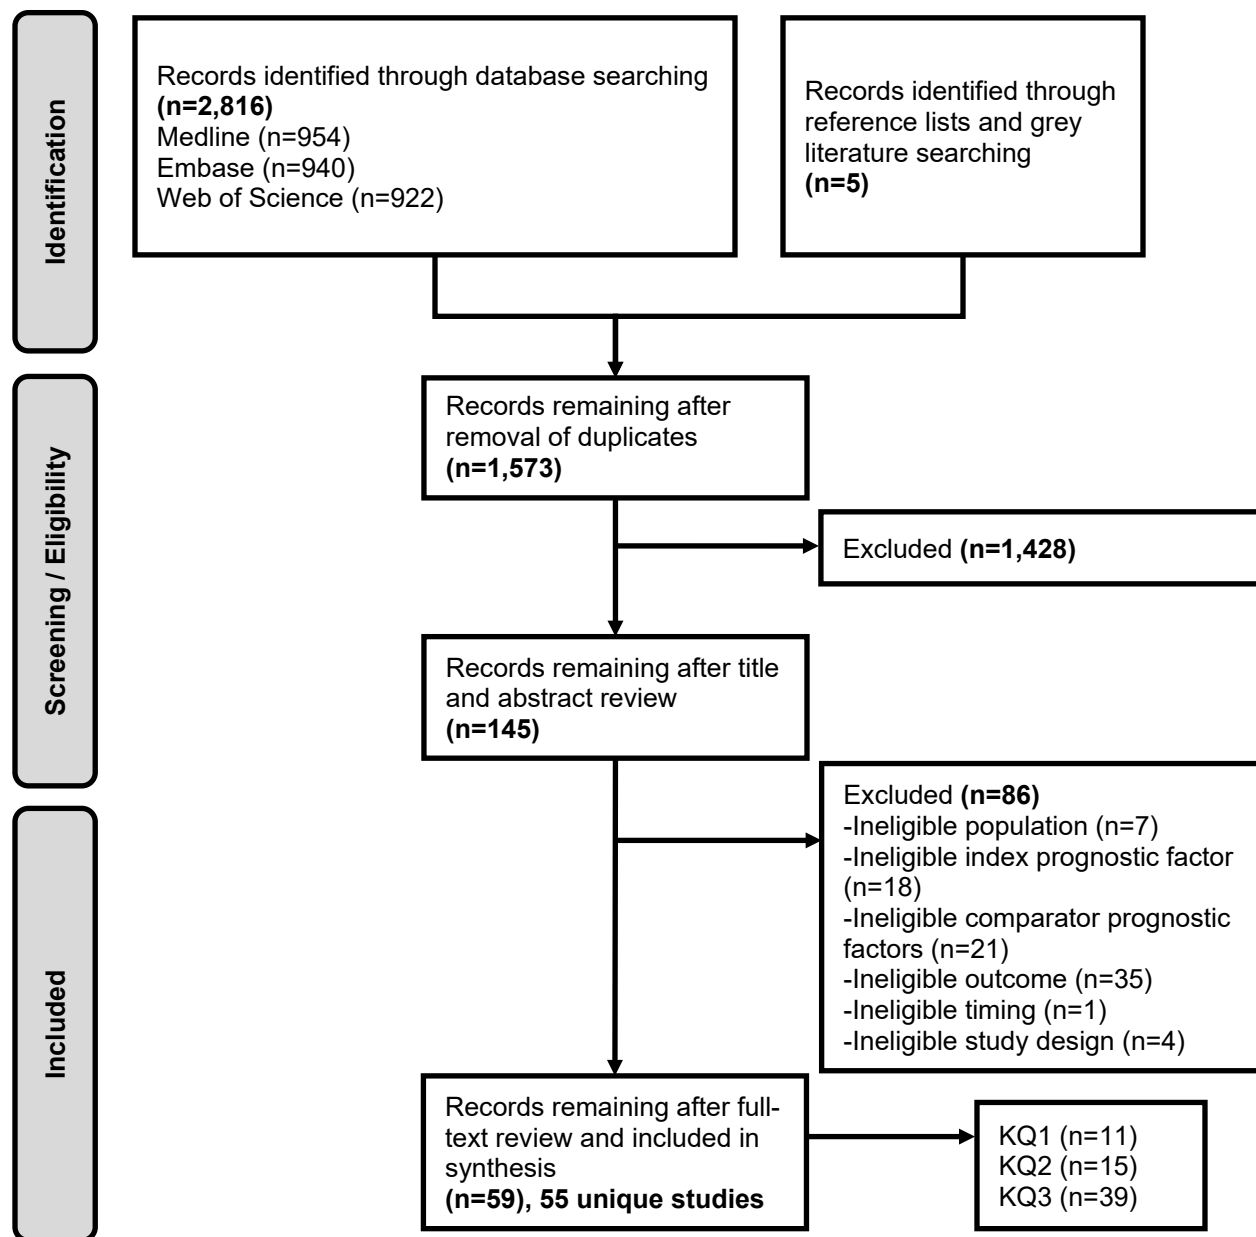 Identification
Records identified through database searching
(n=2,816)
Medline (n=954)
Embase (n=940)
Web of Science (n=922)
Records identified through
reference lists and grey
literature searching
(n=5)
Screening / Eligibility
Records remaining after
removal of duplicates
(n=1,573)
Excluded (n=1,428)
Records remaining after title
and abstract review
(n=145)
Excluded (n=86)
-Ineligible population (n=7)
-Ineligible index prognostic factor
(n=18)
-Ineligible comparator prognostic
factors (n=21)
-Ineligible outcome (n=35)
-Ineligible timing (n=1)
-Ineligible study design (n=4)
Included
Records remaining after full-
text review and included in
synthesis
(n=59), 55 unique studies
KQ1 (n=11)
KQ2 (n=15)
KQ3 (n=39)